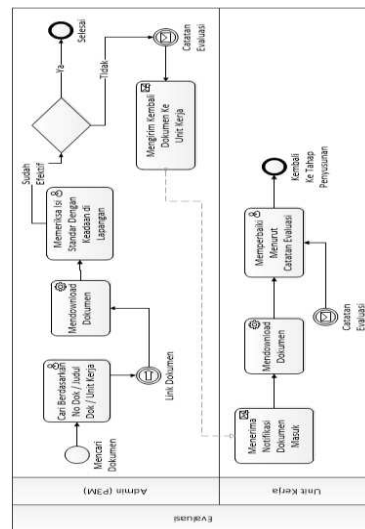 Evaluasi
Admin (P3M)
Mencari
Dokumen
Cari Berdasarkan
No Dok / Judul
Dok / Unit Kerja
Link Dokumen
Mendownload
Dokumen
Memeriksa Isi
Standar Dengan
Keadaan di
Lapangan
Sudah
Efektif
Ya
Selesai
Tidak
Catatan
Evaluasi
Mengirim Kembali
Dokumen Ke
Unit Kerja
Unit Kerja
Menerima
Notifikasi
Dokumen
Masuk
Mendownload
Dokumen
Catatan
Evaluasi
Memperbaiki
Menurut
Catatan Evaluasi
Kembali
Ke Tahap
Penyusunan